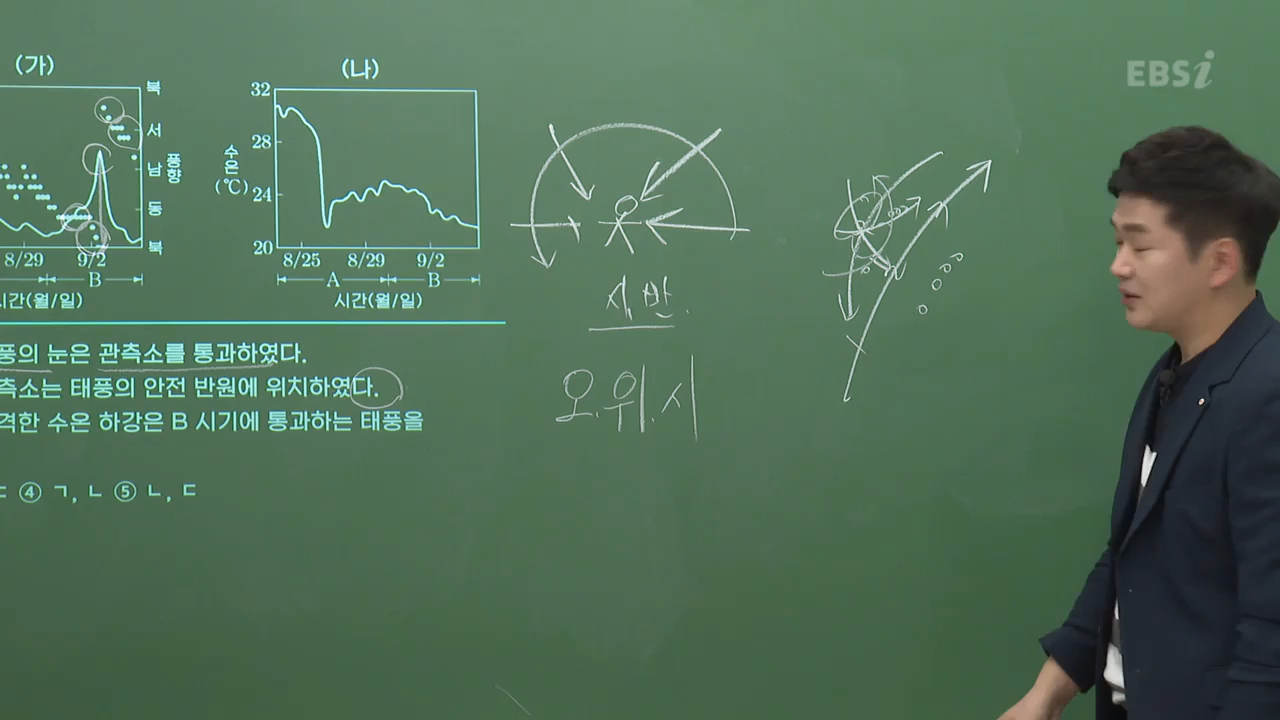 (가)
북
서
남
동
북
풍향
8/29
9/2
B
시간(월/일)
(나)
수온(℃)
32
28
24
20
8/25
8/29
9/2
A
B
시간(월/일)
풍의 눈은 관측소를 통과하였다.
측소는 태풍의 안전 반원에 위치하였다.
격한 수온 하강은 B 시기에 통과하는 태풍을
ㄷ ④ ㄱ, ㄴ ⑤ ㄴ, ㄷ
시, 반.
오.위.시
EBSi